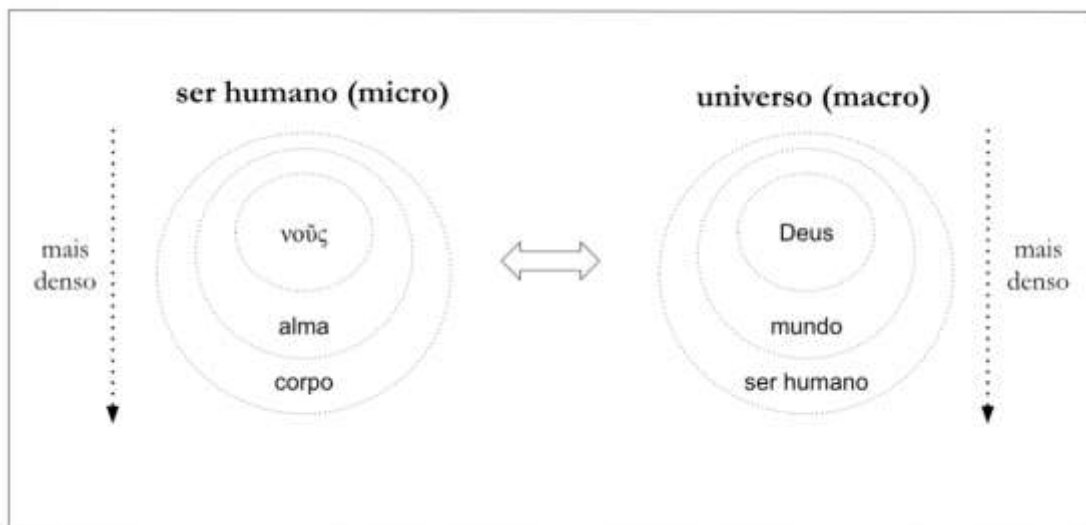 ser humano (micro)
universo (macro)
mais
denso
νοῦς
alma
corpo
Deus
mundo
ser humano
mais
denso